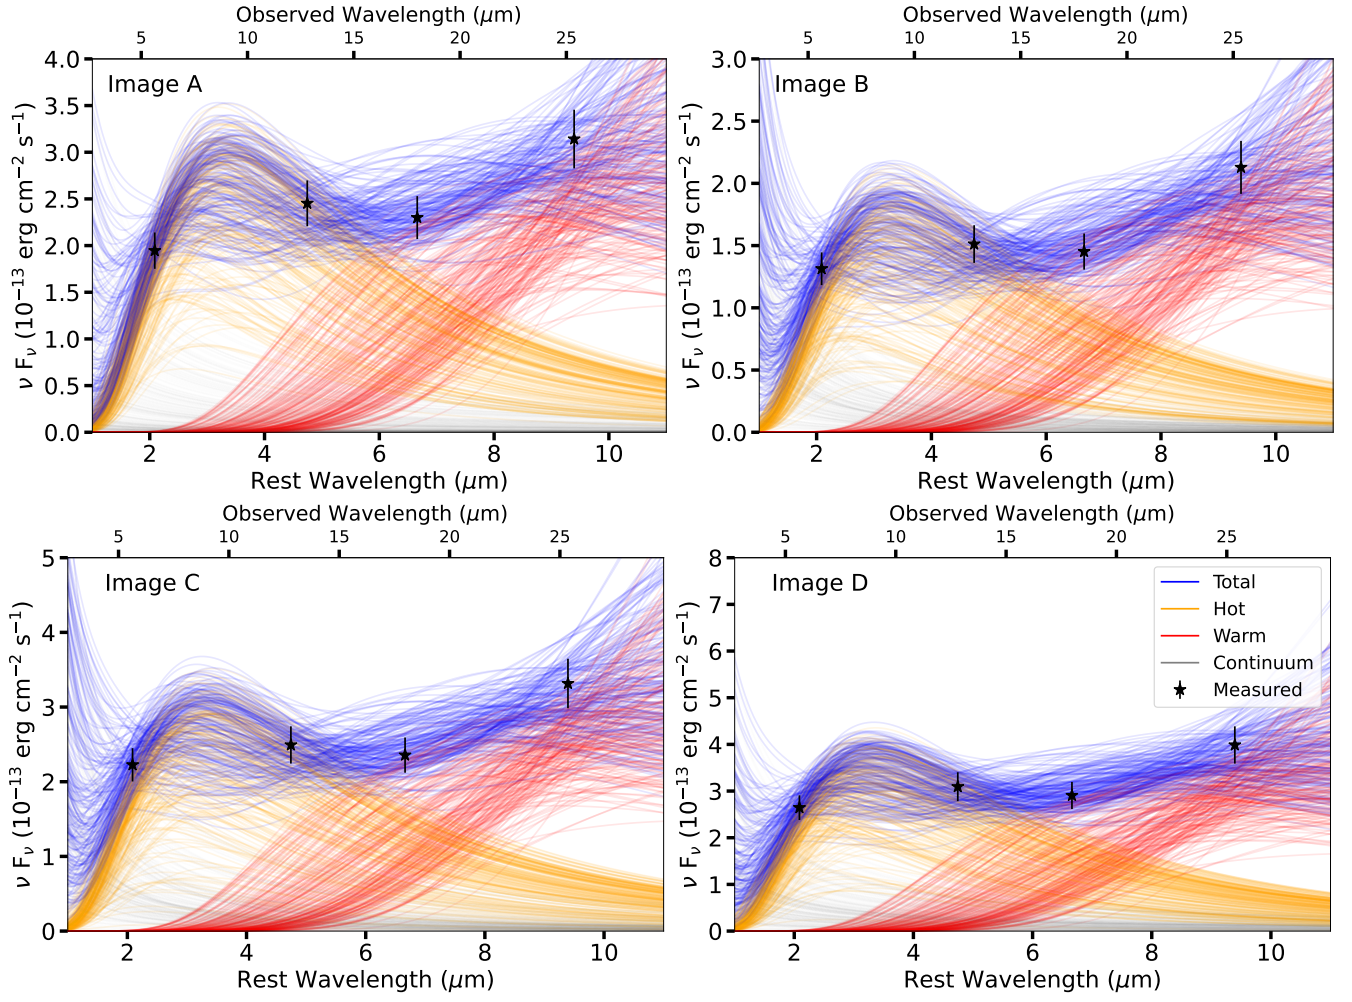 Observed Wavelength (μm)
5 10 15 20 25
Image A
ν Fν (10⁻¹³ erg cm⁻² s⁻¹)
4.0
3.5
3.0
2.5
2.0
1.5
1.0
0.5
0.0
2 4 6 8 10
Rest Wavelength (μm)
Observed Wavelength (μm)
5 10 15 20 25
Image B
ν Fν (10⁻¹³ erg cm⁻² s⁻¹)
3.0
2.5
2.0
1.5
1.0
0.5
0.0
2 4 6 8 10
Rest Wavelength (μm)
Observed Wavelength (μm)
5 10 15 20 25
Image C
ν Fν (10⁻¹³ erg cm⁻² s⁻¹)
5
4
3
2
1
0
2 4 6 8 10
Rest Wavelength (μm)
Observed Wavelength (μm)
5 10 15 20 25
Image D
ν Fν (10⁻¹³ erg cm⁻² s⁻¹)
8
7
6
5
4
3
2
1
0
Total
Hot
Warm
Continuum
Measured
2 4 6 8 10
Rest Wavelength (μm)